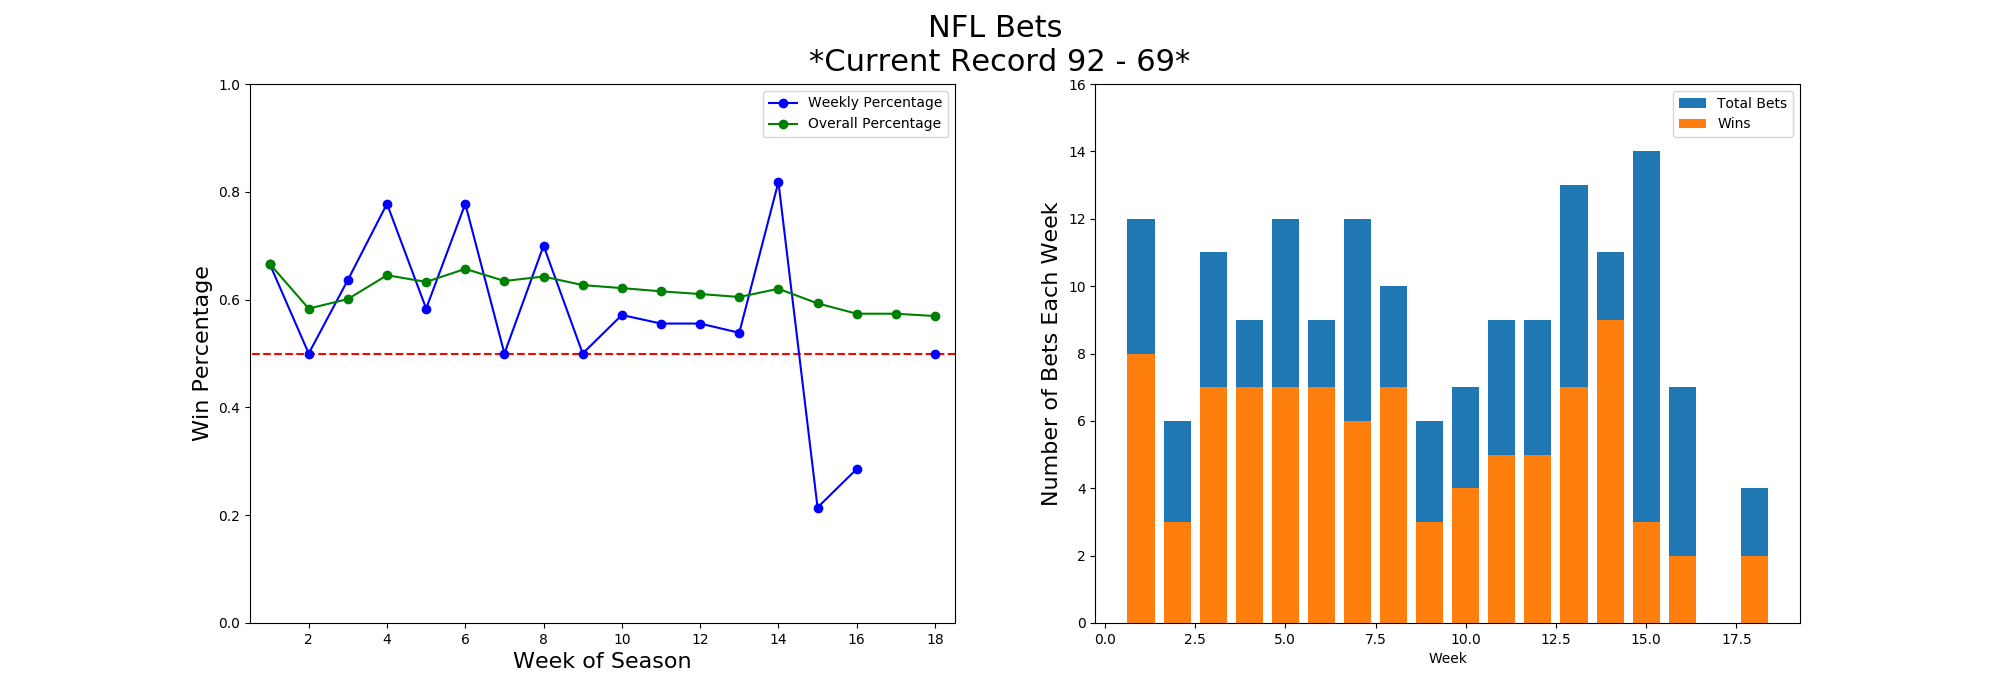 NFL Bets
*Current Record 92 - 69*
Weekly Percentage
Overall Percentage
Win Percentage
1.0
0.8
0.6
0.4
0.2
0.0
2 4 6 8 10 12 14 16 18
Week of Season
Total Bets
Wins
Number of Bets Each Week
16
14
12
10
8
6
4
2
0
0.0 2.5 5.0 7.5 10.0 12.5 15.0 17.5
Week